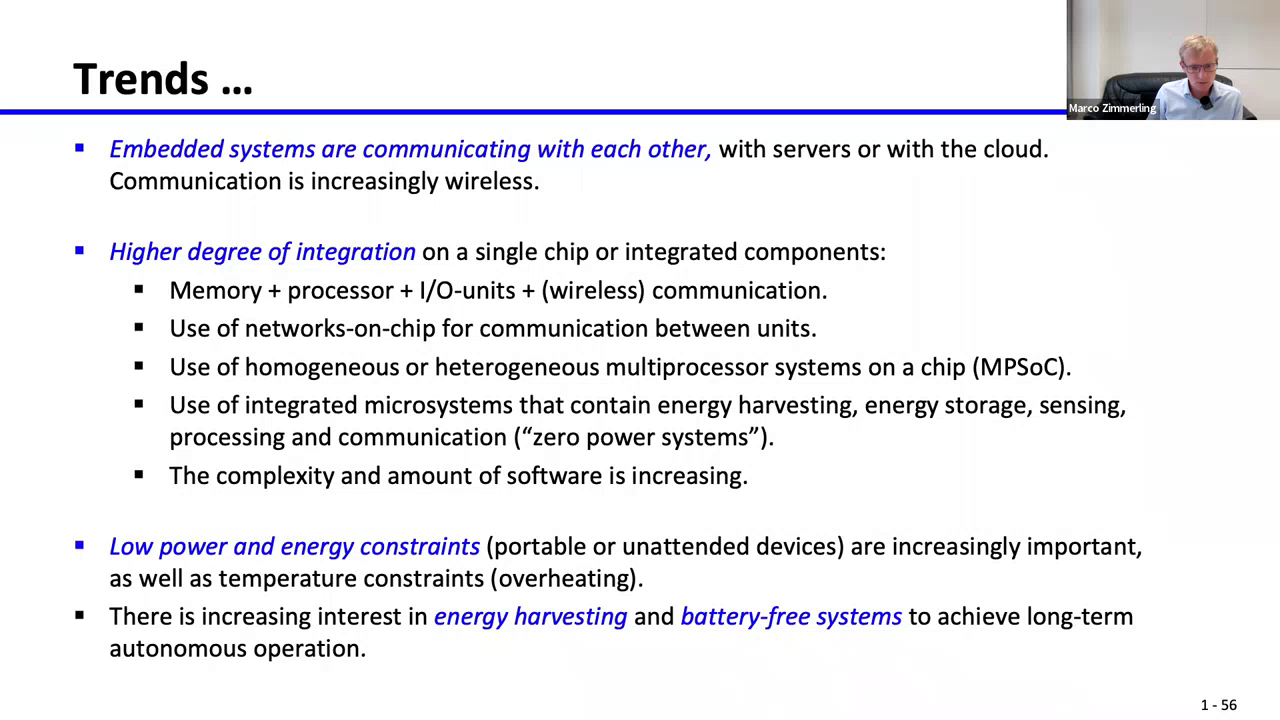 Trends ...
Marco Zimmerling
▪ Embedded systems are communicating with each other, with servers or with the cloud.
Communication is increasingly wireless.
▪ Higher degree of integration on a single chip or integrated components:
▪ Memory + processor + I/O-units + (wireless) communication.
▪ Use of networks-on-chip for communication between units.
▪ Use of homogeneous or heterogeneous multiprocessor systems on a chip (MPSoC).
▪ Use of integrated microsystems that contain energy harvesting, energy storage, sensing,
processing and communication (“zero power systems”).
▪ The complexity and amount of software is increasing.
▪ Low power and energy constraints (portable or unattended devices) are increasingly important,
as well as temperature constraints (overheating).
▪ There is increasing interest in energy harvesting and battery-free systems to achieve long-term
autonomous operation.
1 - 56